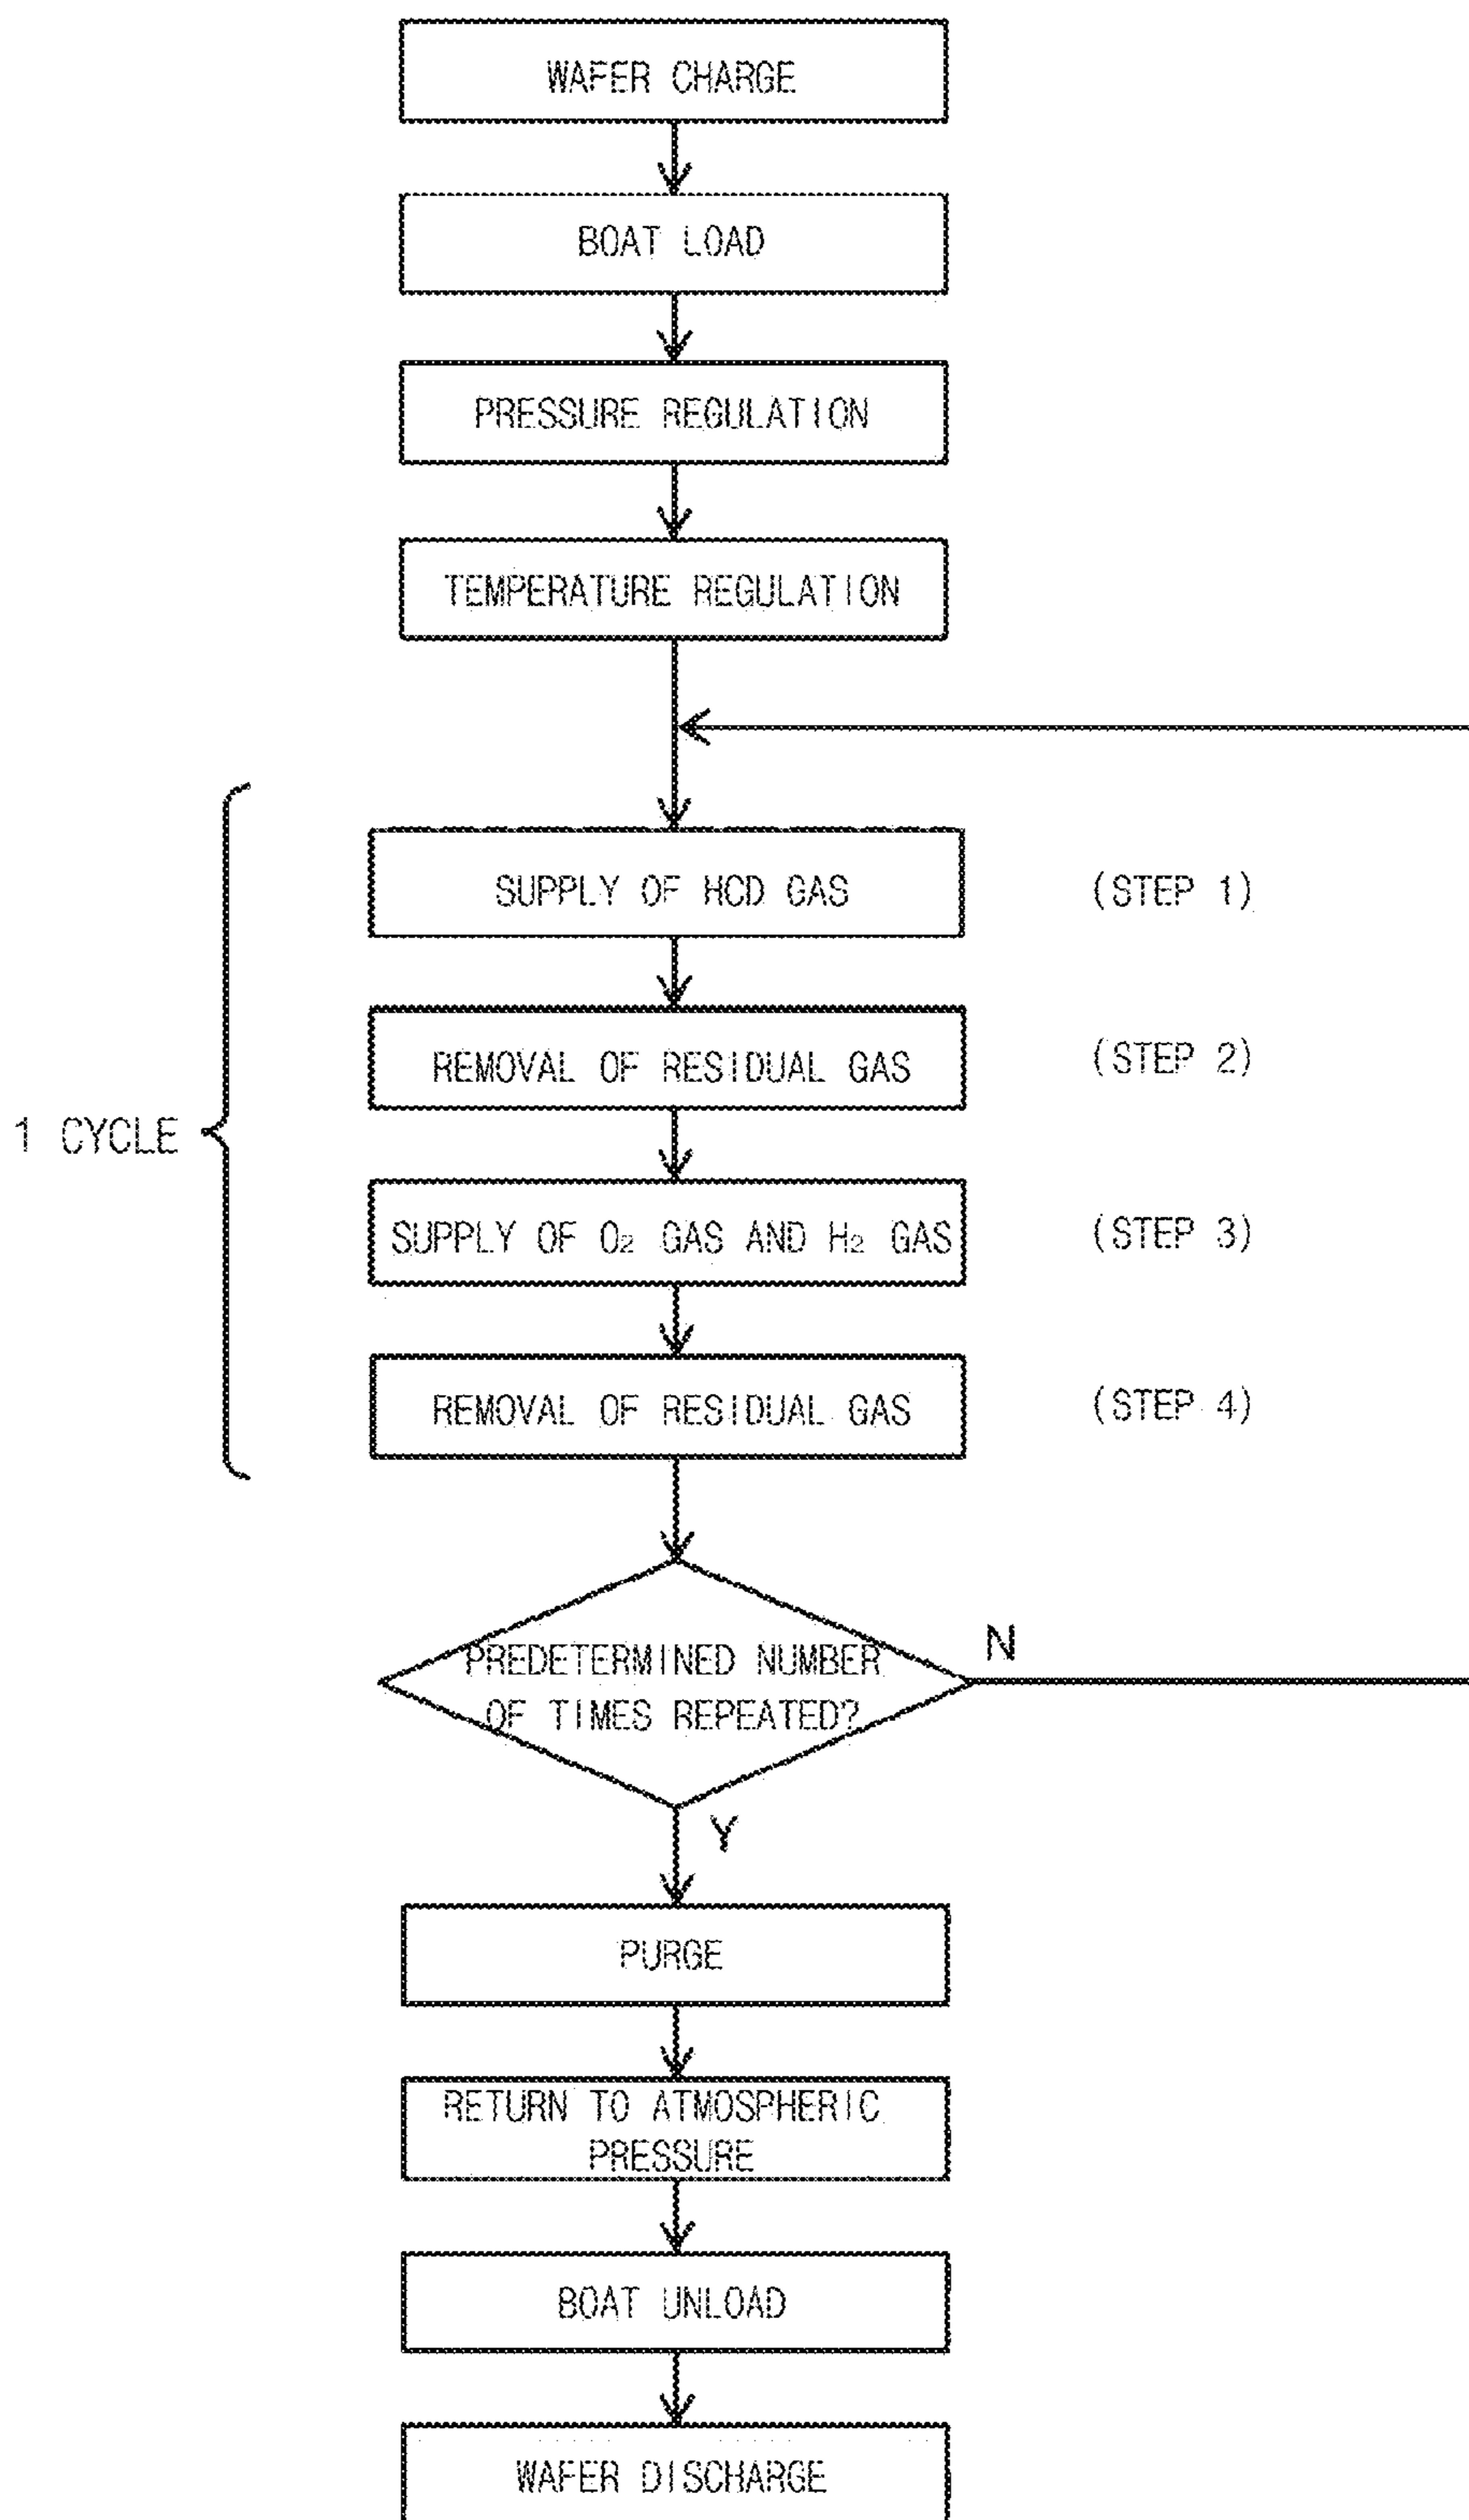 WAFER CHARGE
BOAT LOAD
PRESSURE REGULATION
TEMPERATURE REGULATION
SUPPLY OF HCD GAS
(STEP 1)
REMOVAL OF RESIDUAL GAS
(STEP 2)
1 CYCLE
SUPPLY OF O₂ GAS AND H₂ GAS
(STEP 3)
REMOVAL OF RESIDUAL GAS
(STEP 4)
PREDETERMINED NUMBER
OF TIMES REPEATED?
N
Y
PURGE
RETURN TO ATMOSPHERIC
PRESSURE
BOAT UNLOAD
WAFER DISCHARGE